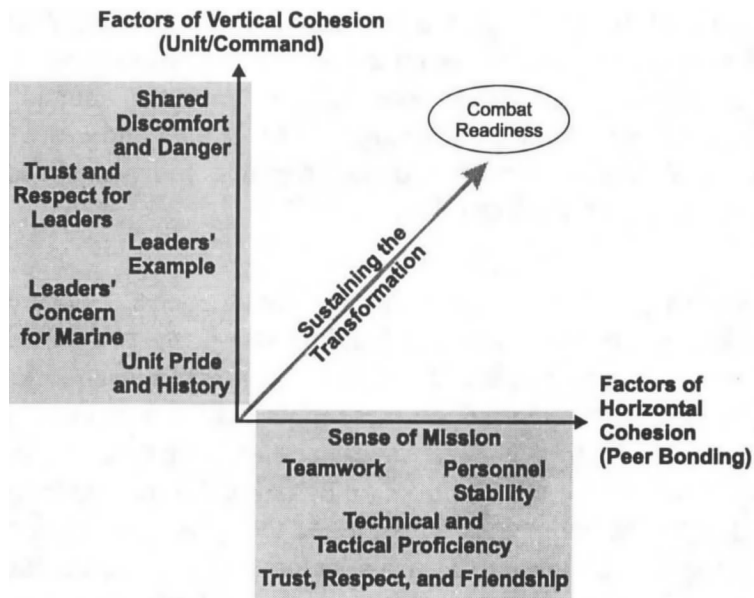 Factors of Vertical Cohesion
(Unit/Command)
Shared
Discomfort
and Danger
Combat
Readiness
Trust and
Respect for
Leaders
Leaders'
Example
Leaders'
Concern
for Marine
Unit Pride
and History
Sustaining the
Transformation
Factors of
Horizontal
Cohesion
(Peer Bonding)
Sense of Mission
Teamwork
Personnel
Stability
Technical and
Tactical Proficiency
Trust, Respect, and Friendship